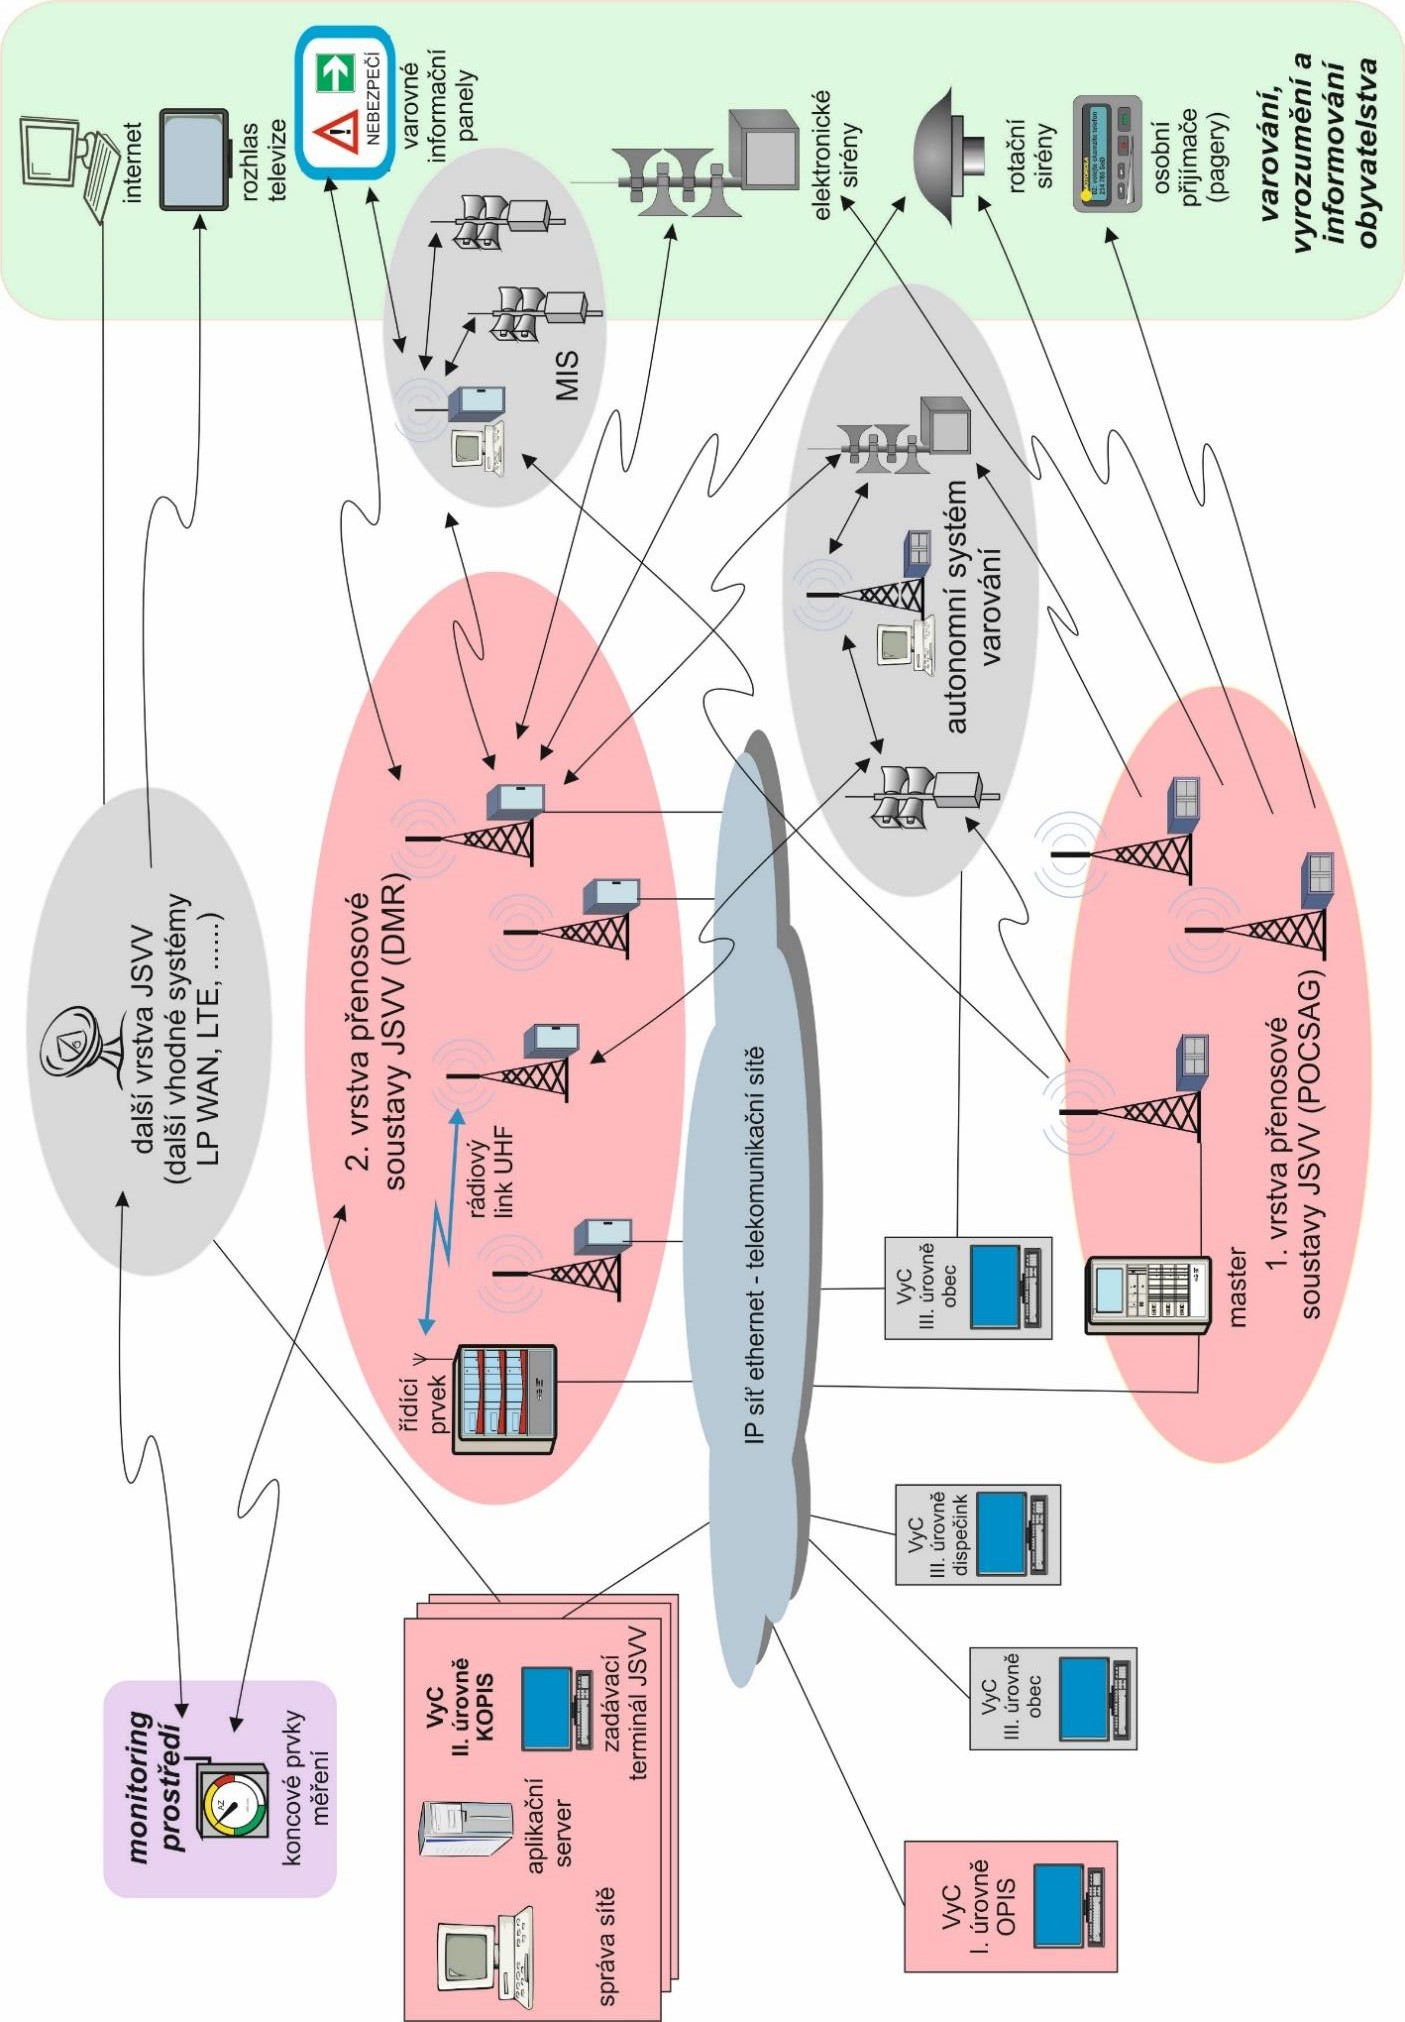 monitoring
prostředí
koncové prvky
měření
další vrstva JSVV
(další vhodné systémy
LP WAN, LTE, ......)
internet
rozhlas
televize
NEBEZPEČÍ
varovné
informační
panely
správa sítě
aplikační
server
VyC
II. úrovně
KOPIS
zadávací
terminál JSVV
řídící
prvek
rádiový
link UHF
2. vrstva přenosové
soustavy JSVV (DMR)
MIS
elektronické
sirény
IP síť ethernet - telekomunikační sítě
autonomní systém
varování
rotační
sirény
VyC
I. úrovně
OPIS
VyC
III. úrovně
obec
VyC
III. úrovně
dispečink
VyC
III. úrovně
obec
master
1. vrstva přenosové
soustavy JSVV (POCSAG)
MOTOROLA
osobní
přijímače
(pagery)
varování,
vyrozumění a
informování
obyvatelstva